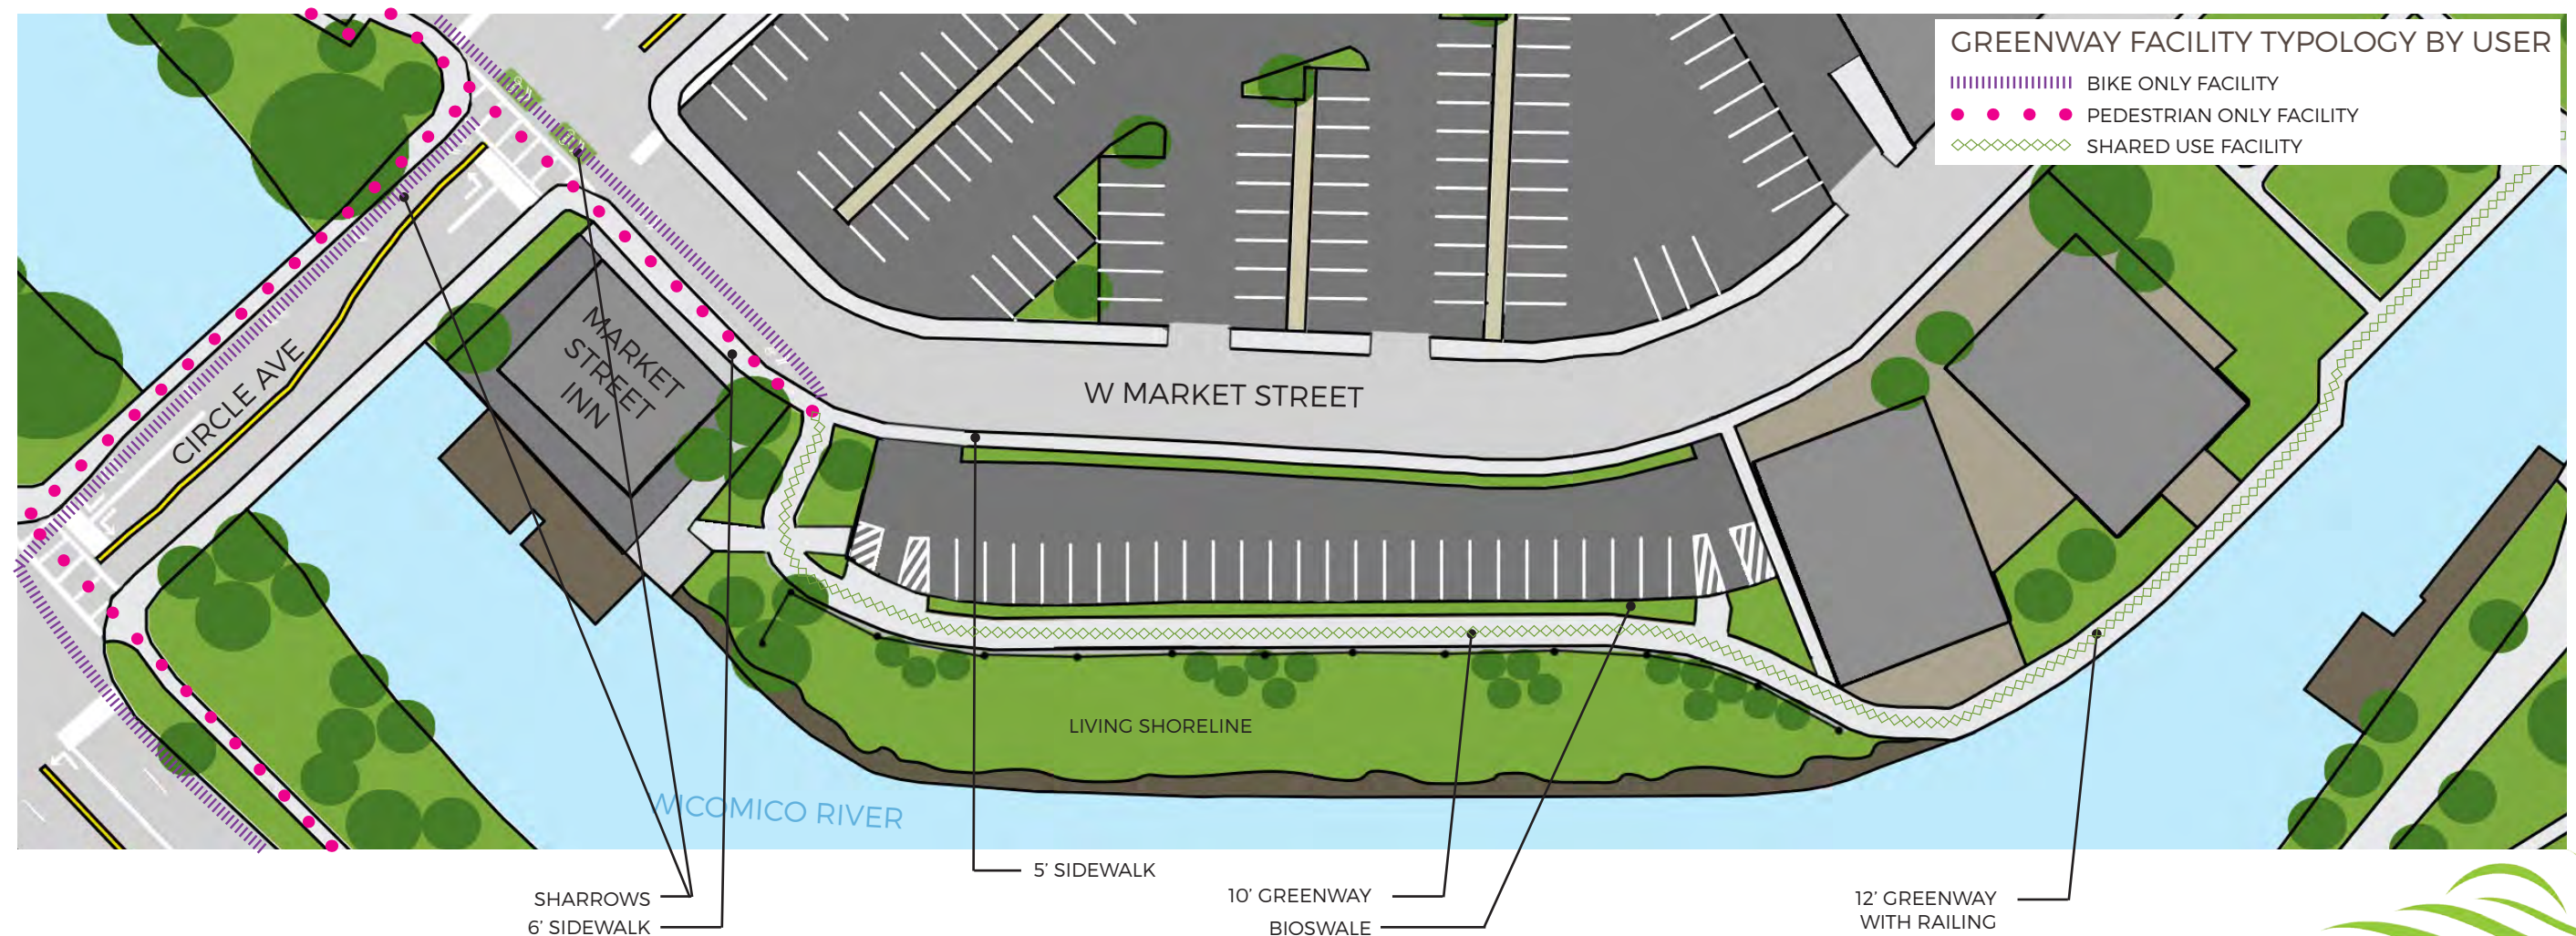 GREENWAY FACILITY TYPOLOGY BY USER
BIKE ONLY FACILITY
PEDESTRIAN ONLY FACILITY
SHARED USE FACILITY
CIRCLE AVE
MARKET
STREET
INN
W MARKET STREET
LIVING SHORELINE
WICOMICO RIVER
SHARROWS
6’ SIDEWALK
5’ SIDEWALK
10’ GREENWAY
BIOSWALE
12’ GREENWAY
WITH RAILING